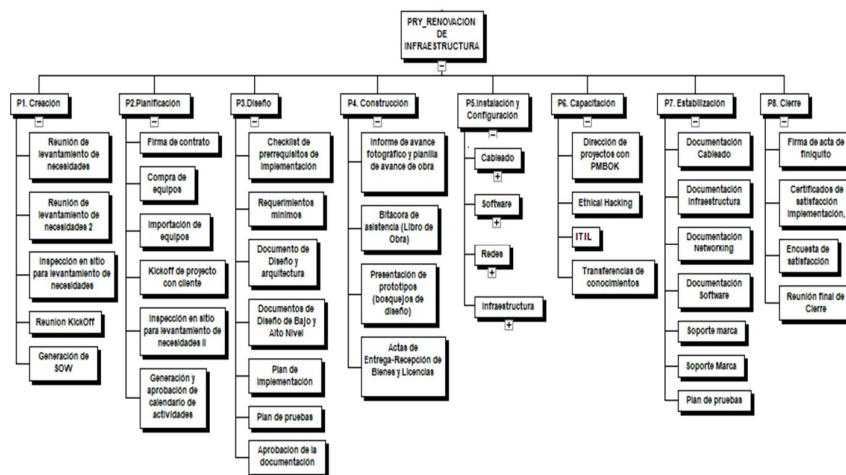 PRY_RENOVACION
DE
INFRAESTRUCTURA
P1. Creación
Reunión de
levantamiento de
necesidades
Reunión de
levantamiento de
necesidades 2
Inspección en sitio
para levantamiento de
necesidades
Reunion KickOff
Generación de
SOW
P2.Planificación
Firma de contrato
Compra de
equipos
Importación de
equipos
Kickoff de proyecto
con cliente
Inspección en sitio
para levantamiento de
necesidades II
Generación y
aprobación de
calendario de
actividades
P3.Diseño
Checklist de
prerrequisitos de
implementación
Requerimientos
mínimos
Documento de
Diseño y
arquitectura
Documentos de
Diseño de Bajo y
Alto Nivel
Plan de
Implementación
Plan de pruebas
Aprobacion de la
documentación
P4. Construcción
Informe de avance
fotográfico y planilla
de avance de obra
Bitácora de
asistencia (Libro de
Obra)
Presentación de
prototipos
(bosquejos de
diseño)
Actas de
Entrega-Recepción de
Bienes y Licencias
P5.Instalación y
Configuración
Cableado
Software
Redes
Infraestructura
P6. Capacitación
Dirección de
proyectos con
PMBOK
Ethical Hacking
ITIL
Transferencias de
conocimientos
P7. Estabilización
Documentación
Cableado
Documentación
Infraestructura
Documentación
Networking
Documentación
Software
Soporte marca
Soporte Marca
Plan de pruebas
P8. Cierre
Firma de acta de
finiquito
Certificados de
satisfacción
implementación,
Encuesta de
satisfacción
Reunión final de
Cierre